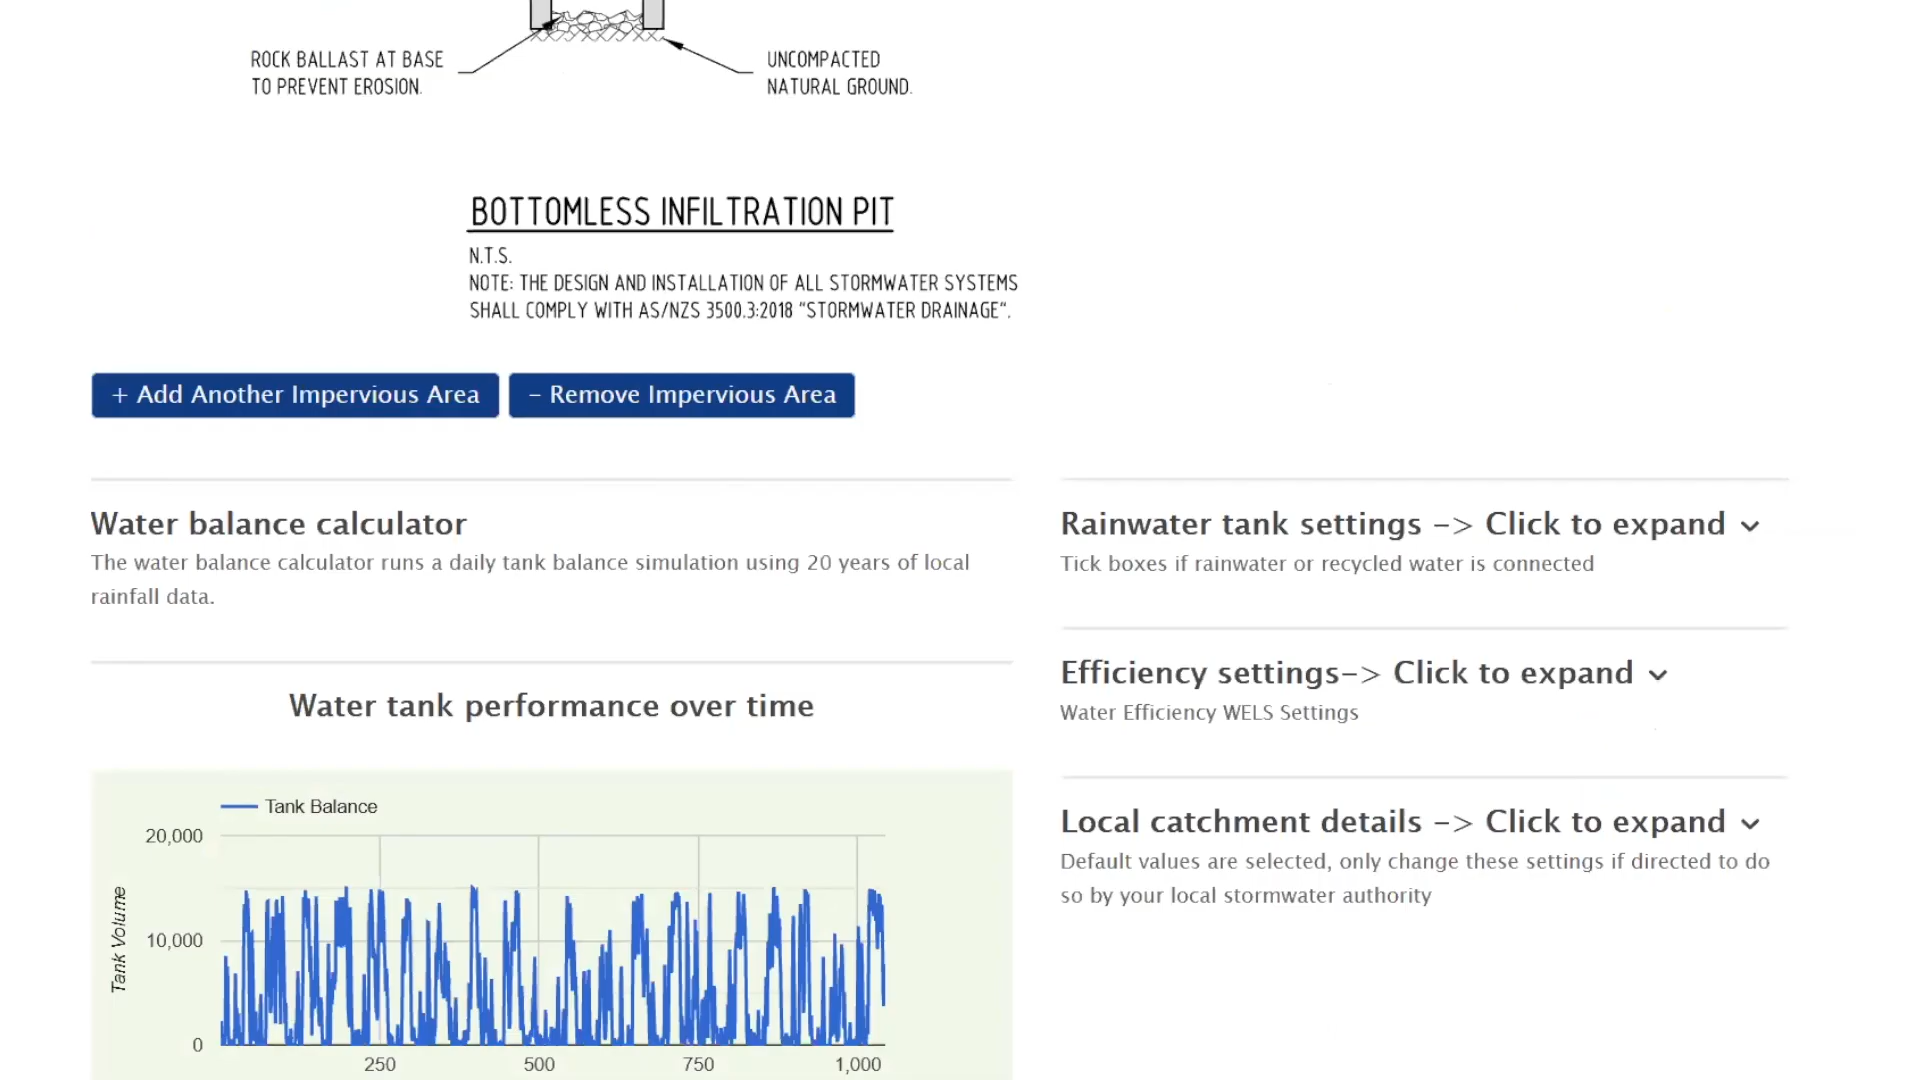 ROCK BALLAST AT BASE
TO PREVENT EROSION.
UNCOMPACTED
NATURAL GROUND.
BOTTOMLESS INFILTRATION PIT
N.T.S.
NOTE: THE DESIGN AND INSTALLATION OF ALL STORMWATER SYSTEMS
SHALL COMPLY WITH AS/NZS 3500.3:2018 "STORMWATER DRAINAGE".
+ Add Another Impervious Area
- Remove Impervious Area
Water balance calculator
The water balance calculator runs a daily tank balance simulation using 20 years of local
rainfall data.
Water tank performance over time
Tank Balance
20,000
10,000
0
Tank Volume
250
500
750
1,000
Rainwater tank settings -> Click to expand
Tick boxes if rainwater or recycled water is connected
Efficiency settings-> Click to expand
Water Efficiency WELS Settings
Local catchment details -> Click to expand
Default values are selected, only change these settings if directed to do
so by your local stormwater authority